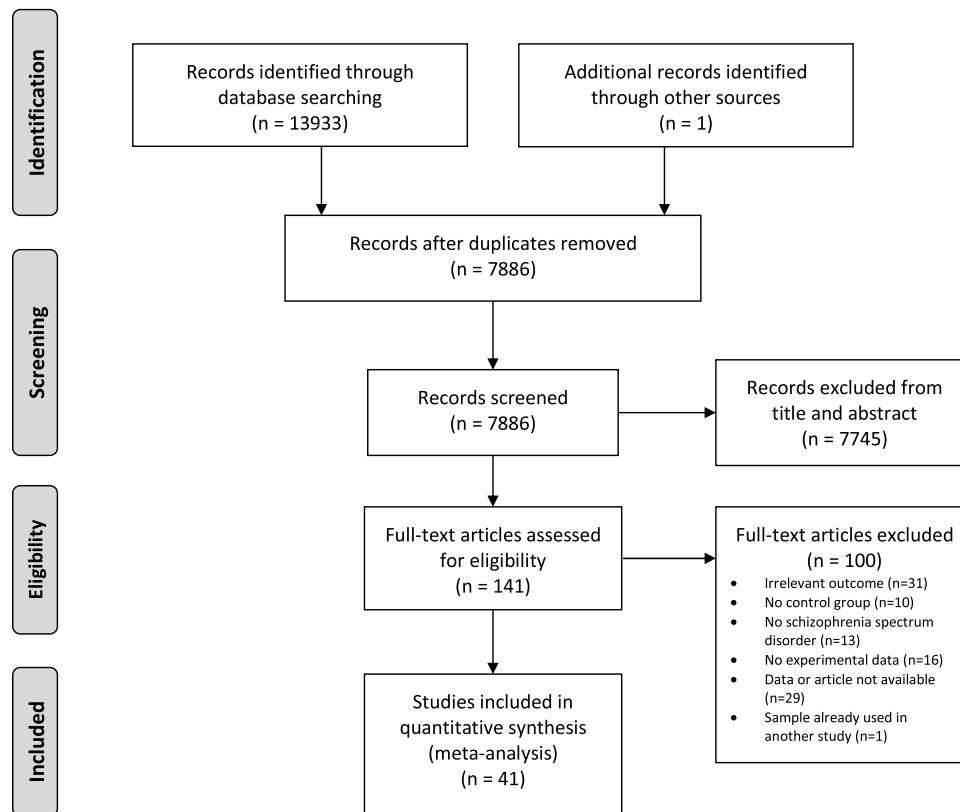 Identification
Records identified through
database searching
(n = 13933)
Additional records identified
through other sources
(n = 1)
Records after duplicates removed
(n = 7886)
Screening
Records screened
(n = 7886)
Records excluded from
title and abstract
(n = 7745)
Eligibility
Full-text articles assessed
for eligibility
(n = 141)
Full-text articles excluded
(n = 100)
• Irrelevant outcome (n=31)
• No control group (n=10)
• No schizophrenia spectrum
disorder (n=13)
• No experimental data (n=16)
• Data or article not available
(n=29)
• Sample already used in
another study (n=1)
Included
Studies included in
quantitative synthesis
(meta-analysis)
(n = 41)